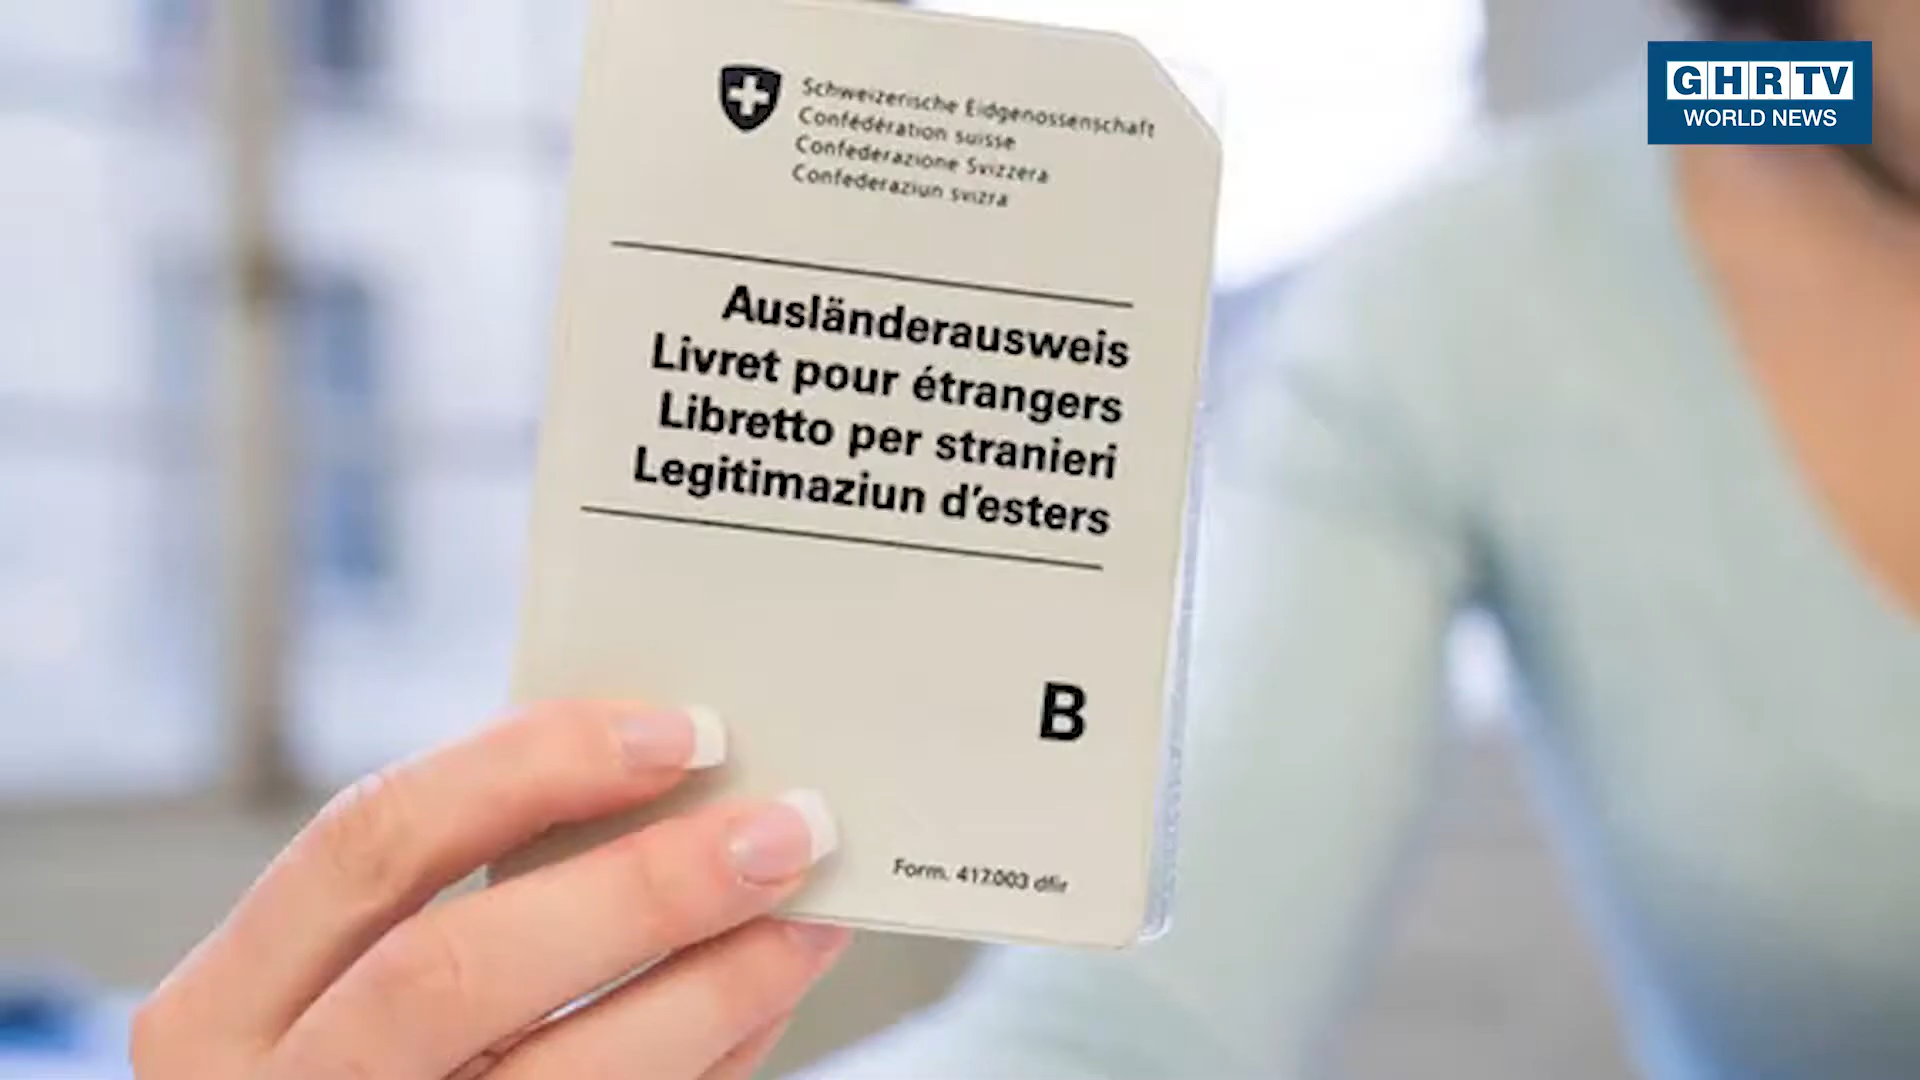 Schweizerische Eidgenossenschaft
Confédération suisse
Confederazione Svizzera
Confederaziun svizra
Ausländerausweis
Livret pour étrangers
Libretto per stranieri
Legitimaziun d'esters
B
Form. 417.003 dfir
GHRTV
WORLD NEWS